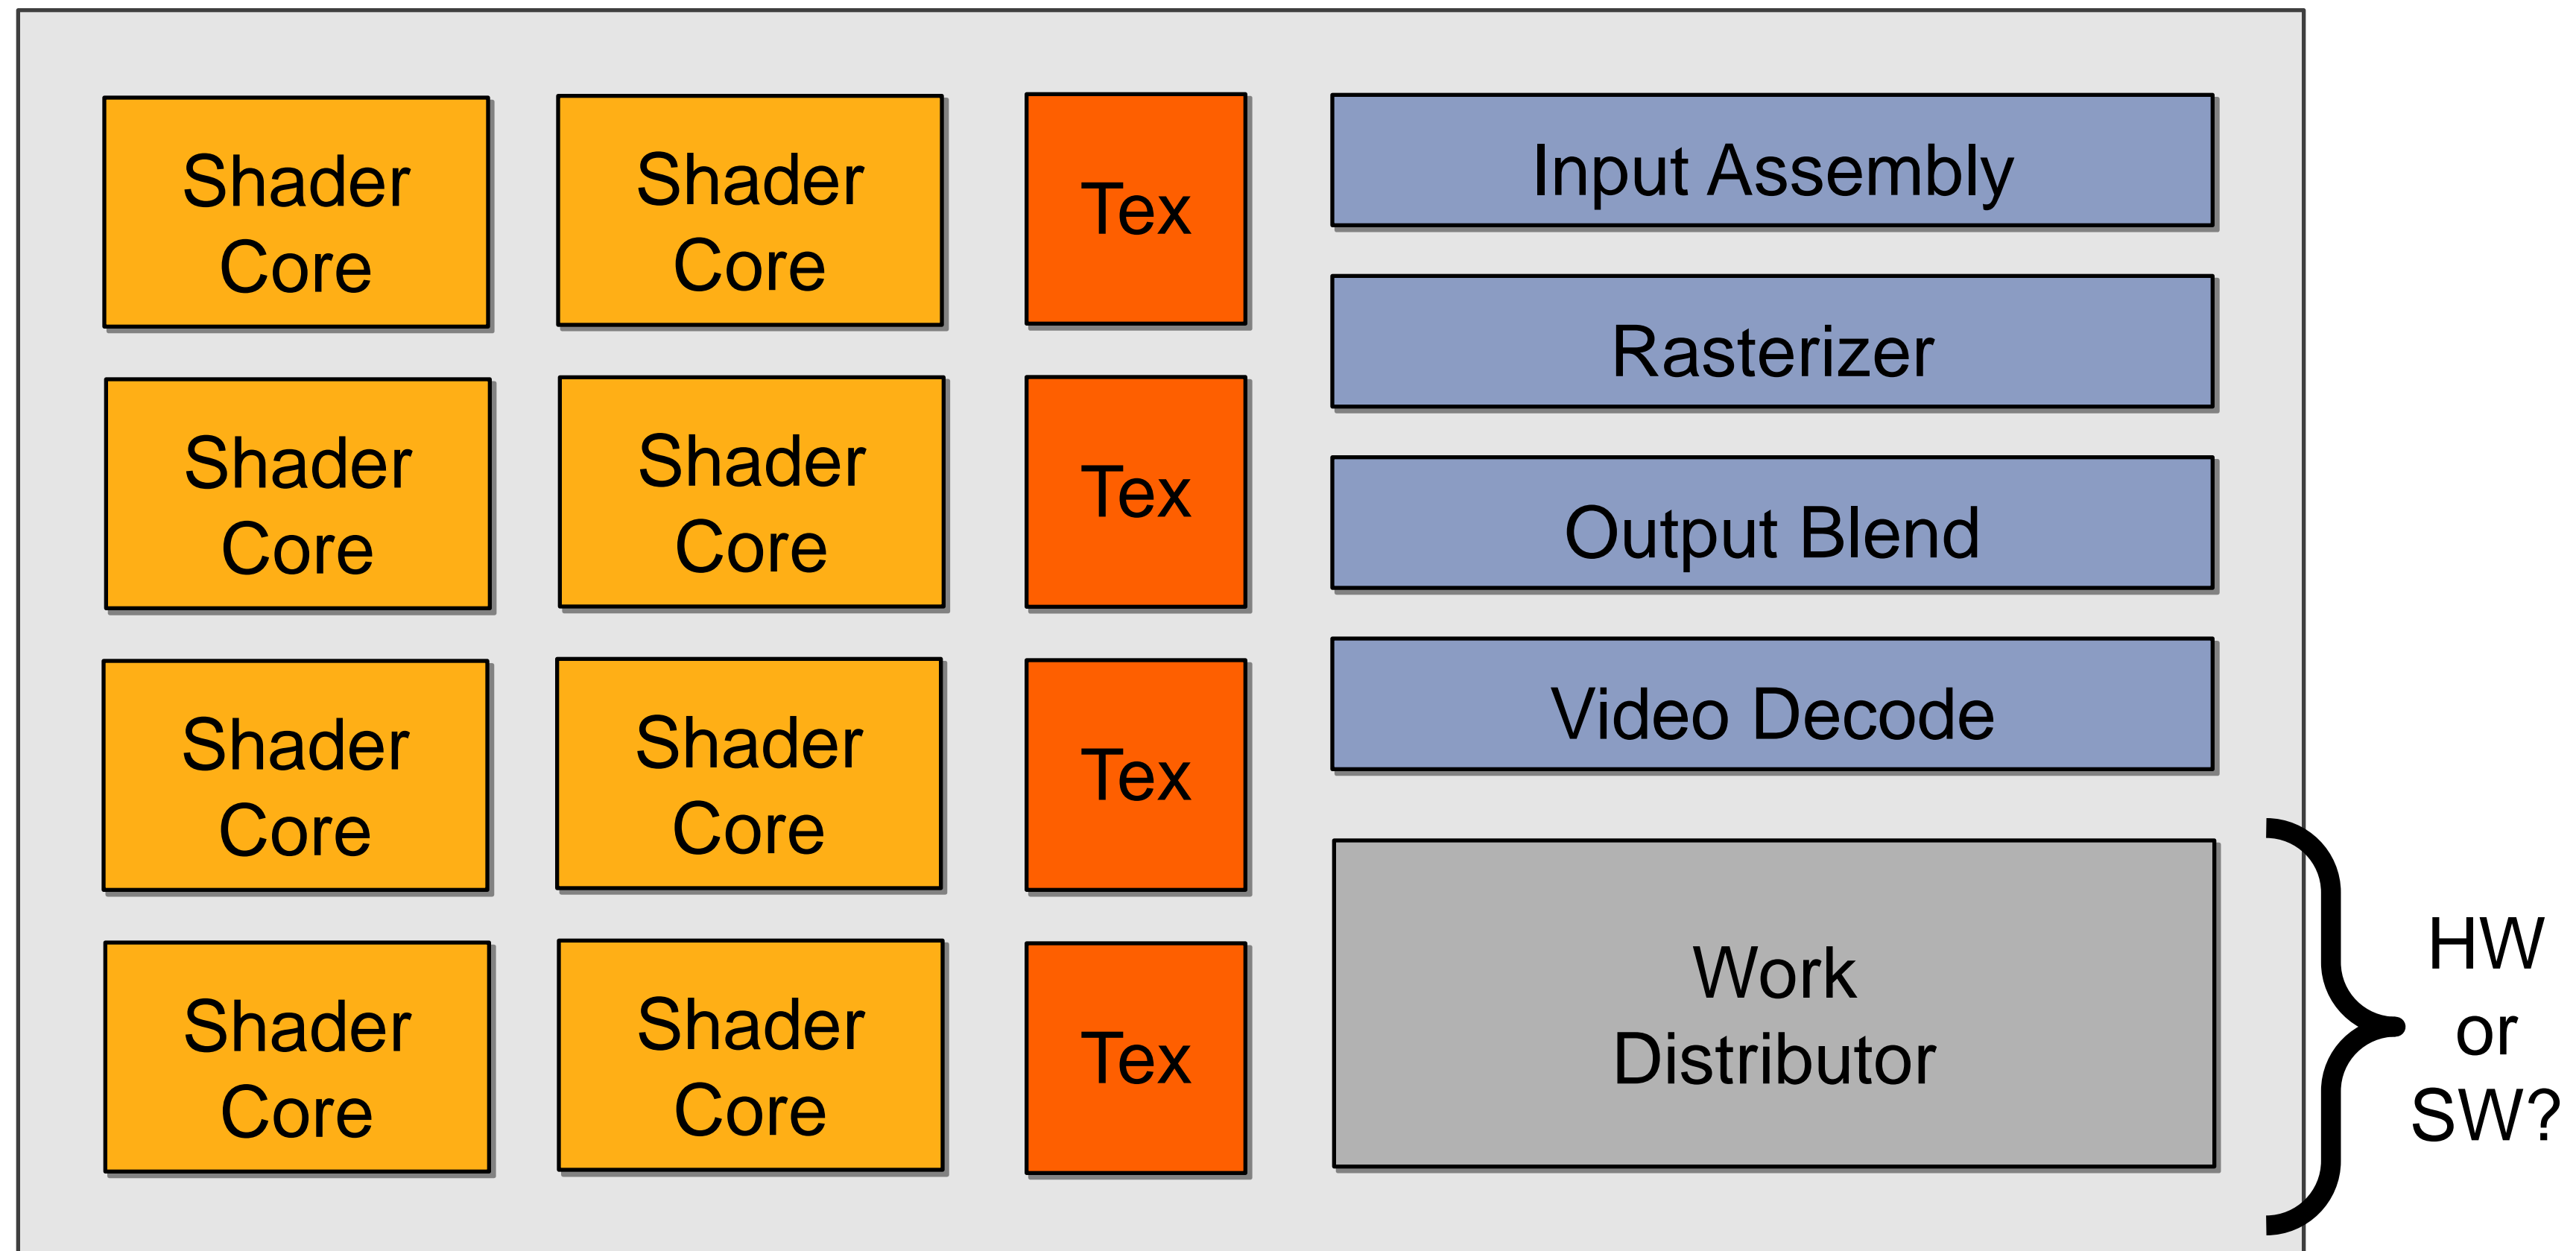 Shader
Core
Shader
Core
Tex
Input Assembly
Rasterizer
Shader
Core
Shader
Core
Tex
Output Blend
Shader
Core
Shader
Core
Tex
Video Decode
Shader
Core
Shader
Core
Tex
Work
Distributor
HW
or
SW?